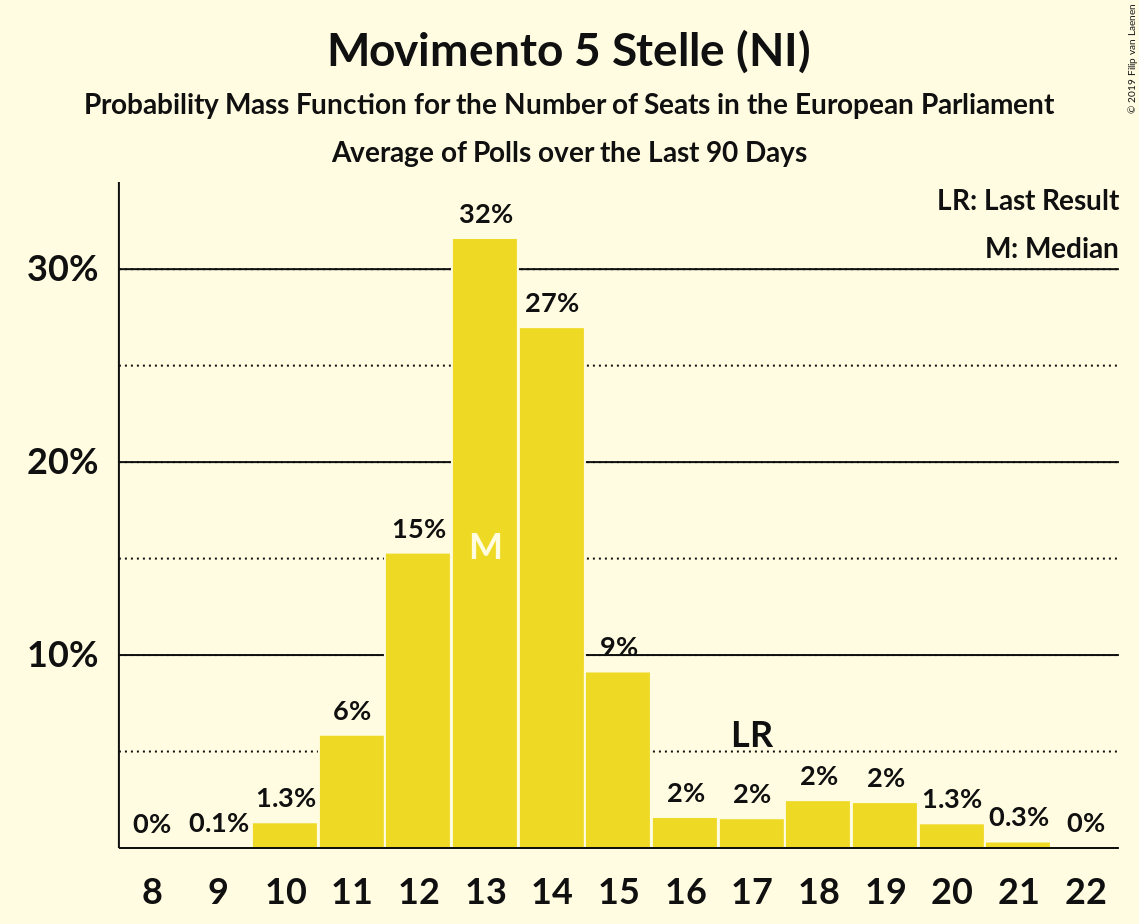 Movimento 5 Stelle (NI)
Probability Mass Function for the Number of Seats in the European Parliament
Average of Polls over the Last 90 Days
© 2019 Filip van Laenen
LR: Last Result
M: Median
30%
20%
10%
0%
0.1%
1.3%
6%
15%
32%
27%
9%
2%
2%
2%
2%
1.3%
0.3%
0%
M
LR
8 9 10 11 12 13 14 15 16 17 18 19 20 21 22